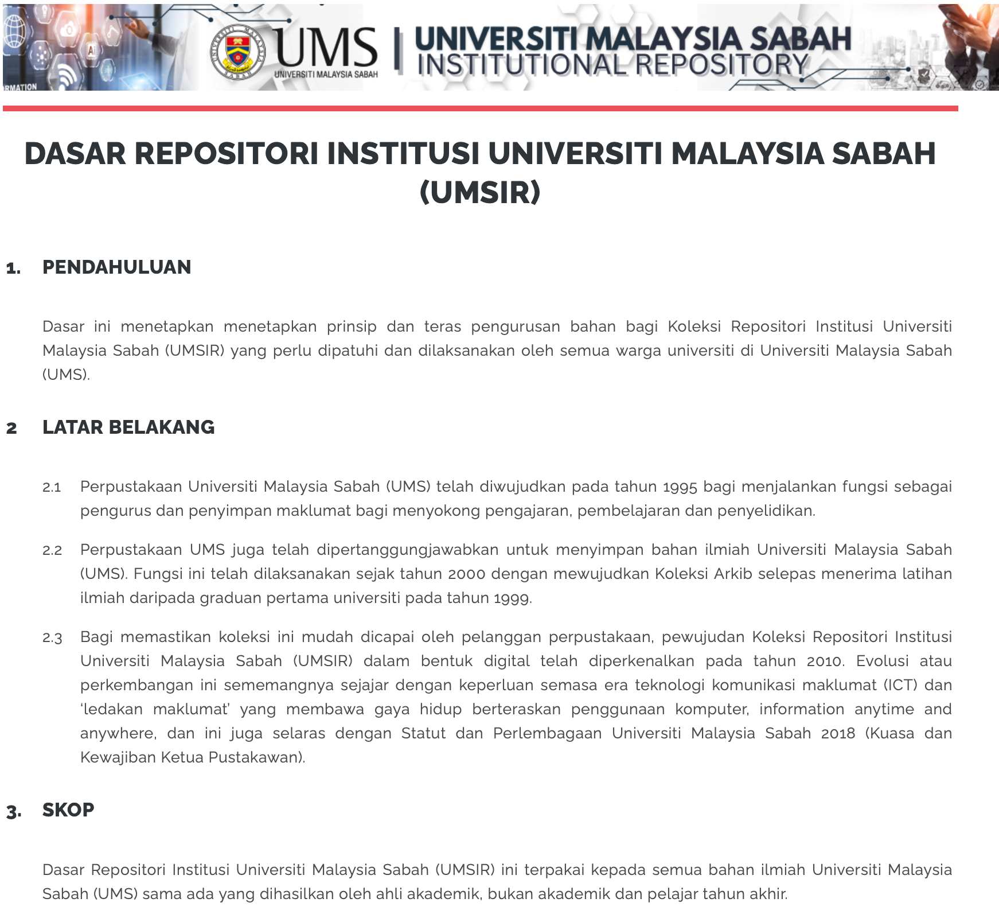 UMS
UNIVERSITI MALAYSIA SABAH
UNIVERSITI MALAYSIA SABAH
INSTITUTIONAL REPOSITORY
AI
RMATION
DASAR REPOSITORI INSTITUSI UNIVERSITI MALAYSIA SABAH
(UMSIR)
1. PENDAHULUAN
Dasar ini menetapkan menetapkan prinsip dan teras pengurusan bahan bagi Koleksi Repositori Institusi Universiti
Malaysia Sabah (UMSIR) yang perlu dipatuhi dan dilaksanakan oleh semua warga universiti di Universiti Malaysia Sabah
(UMS).
2 LATAR BELAKANG
2.1 Perpustakaan Universiti Malaysia Sabah (UMS) telah diwujudkan pada tahun 1995 bagi menjalankan fungsi sebagai
pengurus dan penyimpan maklumat bagi menyokong pengajaran, pembelajaran dan penyelidikan.
2.2 Perpustakaan UMS juga telah dipertanggungjawabkan untuk menyimpan bahan ilmiah Universiti Malaysia Sabah
(UMS). Fungsi ini telah dilaksanakan sejak tahun 2000 dengan mewujudkan Koleksi Arkib selepas menerima latihan
ilmiah daripada graduan pertama universiti pada tahun 1999.
2.3 Bagi memastikan koleksi ini mudah dicapai oleh pelanggan perpustakaan, pewujudan Koleksi Repositori Institusi
Universiti Malaysia Sabah (UMSIR) dalam bentuk digital telah diperkenalkan pada tahun 2010. Evolusi atau
perkembangan ini sememangnya sejajar dengan keperluan semasa era teknologi komunikasi maklumat (ICT) dan
‘ledakan maklumat’ yang membawa gaya hidup berteraskan penggunaan komputer, information anytime and
anywhere, dan ini juga selaras dengan Statut dan Perlembagaan Universiti Malaysia Sabah 2018 (Kuasa dan
Kewajiban Ketua Pustakawan).
3. SKOP
Dasar Repositori Institusi Universiti Malaysia Sabah (UMSIR) ini terpakai kepada semua bahan ilmiah Universiti Malaysia
Sabah (UMS) sama ada yang dihasilkan oleh ahli akademik, bukan akademik dan pelajar tahun akhir.